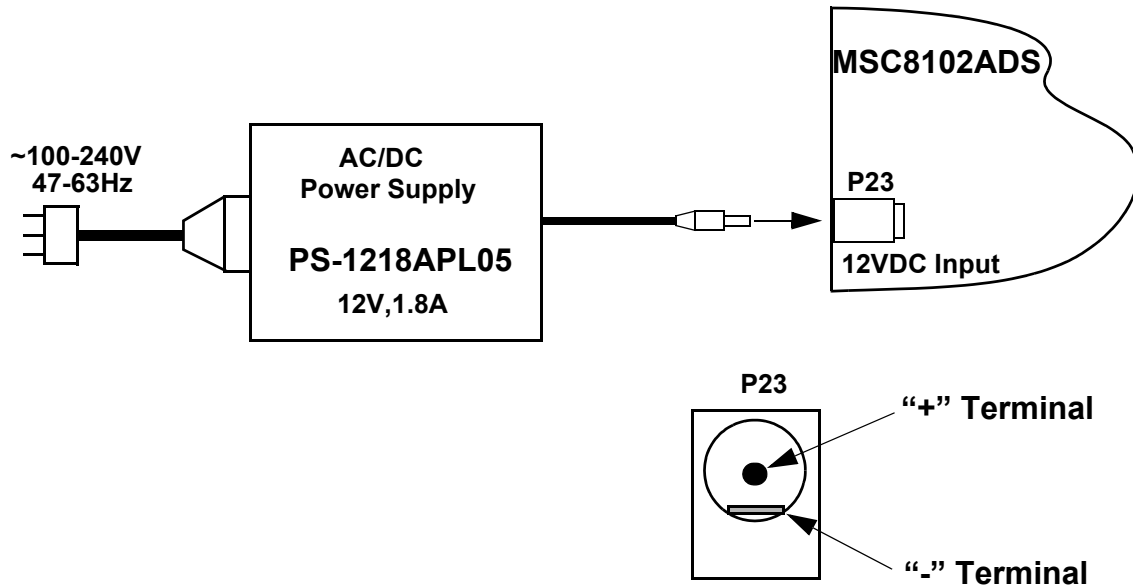 MSC8102ADS
~100-240V
47-63Hz
AC/DC
Power Supply
PS-1218APL05
12V,1.8A
P23
12VDC Input
P23
“+” Terminal
“-” Terminal